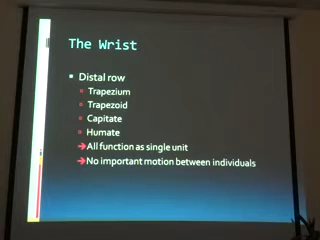 The Wrist
Distal row
Trapezium
Trapezoid
Capitate
Humate
All function as single unit
No important motion between individuals